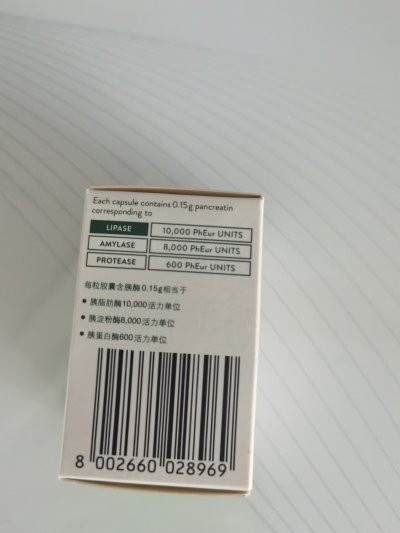 Each capsule contains 0.15g pancreatin
corresponding to
LIPASE 10,000 PhEur UNITS
AMYLASE 8,000 PhEur UNITS
PROTEASE 600 PhEur UNITS
每粒胶囊含胰酶0.15g相当于
• 胰脂肪酶10,000活力单位
• 胰淀粉酶8,000活力单位
• 胰蛋白酶600活力单位
8 002660 028969